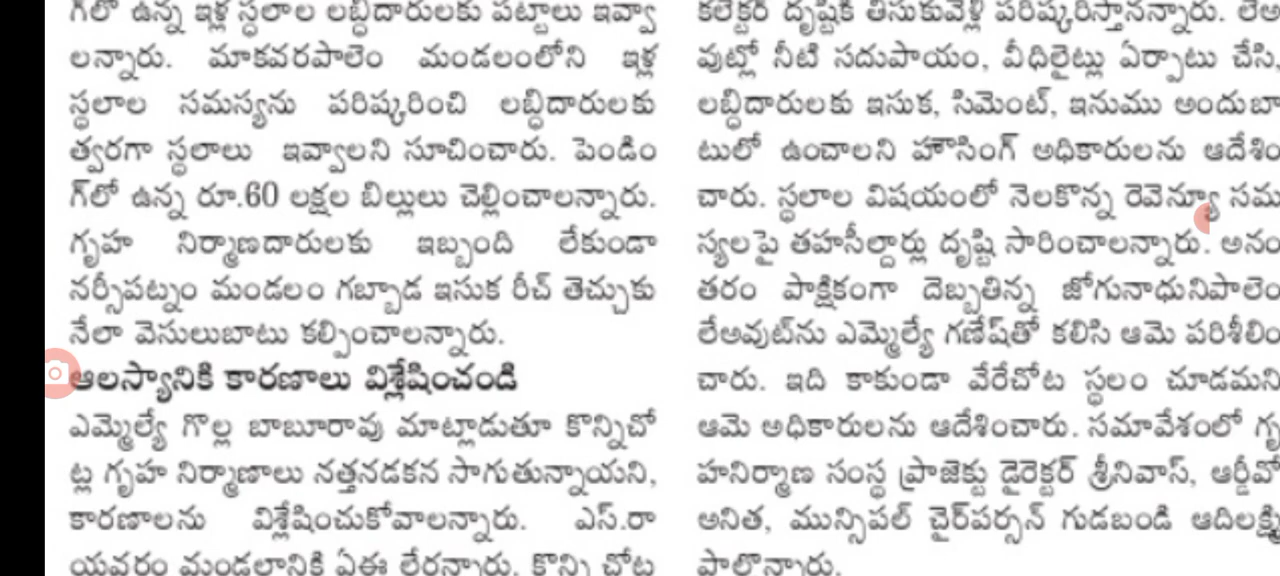 గిలో ఉన్న ఇళ్ల స్థలాల లబ్ధిదారులకు పట్టాలు ఇవ్వా
లన్నారు. మాకవరపాలెం మండలంలోని ఇళ్ల
స్థలాల సమస్యను పరిష్కరించి లబ్ధిదారులకు
త్వరగా స్థలాలు ఇవ్వాలని సూచించారు. పెండిం
గ్‌లో ఉన్న రూ.60 లక్షల బిల్లులు చెల్లించాలన్నారు.
గృహ నిర్మాణదారులకు ఇబ్బంది లేకుండా
నర్సీపట్నం మండలం గబ్బాడ ఇసుక రీచ్ తెచ్చుకు
నేలా వెసులుబాటు కల్పించాలన్నారు.
ఆలస్యానికి కారణాలు విశ్లేషించండి
ఎమ్మెల్యే గొల్ల బాబూరావు మాట్లాడుతూ కొన్నిచో
ట్ల గృహ నిర్మాణాలు నత్తనడకన సాగుతున్నాయని,
కారణాలను విశ్లేషించుకోవాలన్నారు. ఎస్.రా
యవరం మండలానికి ఏఈ లేరన్నారు. కొన్ని చోట
కలెక్టర్ దృష్టికి తీసుకువెళ్లి పరిష్కరిస్తానన్నారు. లేఅ
వుట్లో నీటి సదుపాయం, వీధిలైట్లు ఏర్పాటు చేసి,
లబ్ధిదారులకు ఇసుక, సిమెంట్, ఇనుము అందుబా
టులో ఉంచాలని హౌసింగ్ అధికారులను ఆదేశిం
చారు. స్థలాల విషయంలో నెలకొన్న రెవెన్యూ సమ
స్యలపై తహసీల్దార్లు దృష్టి సారించాలన్నారు. అనం
తరం పాక్షికంగా దెబ్బతిన్న జోగునాధునిపాలెం
లేఅవుట్‌ను ఎమ్మెల్యే గణేష్‌తో కలిసి ఆమె పరిశీలిం
చారు. ఇది కాకుండా వేరేచోట స్థలం చూడమని
ఆమె అధికారులను ఆదేశించారు. సమావేశంలో గృ
హనిర్మాణ సంస్థ ప్రాజెక్టు డైరెక్టర్ శ్రీనివాస్, ఆర్డీవో
అనిత, మున్సిపల్ చైర్‌పర్సన్ గుడబండి ఆదిలక్ష్మి
పాల్గొన్నారు.